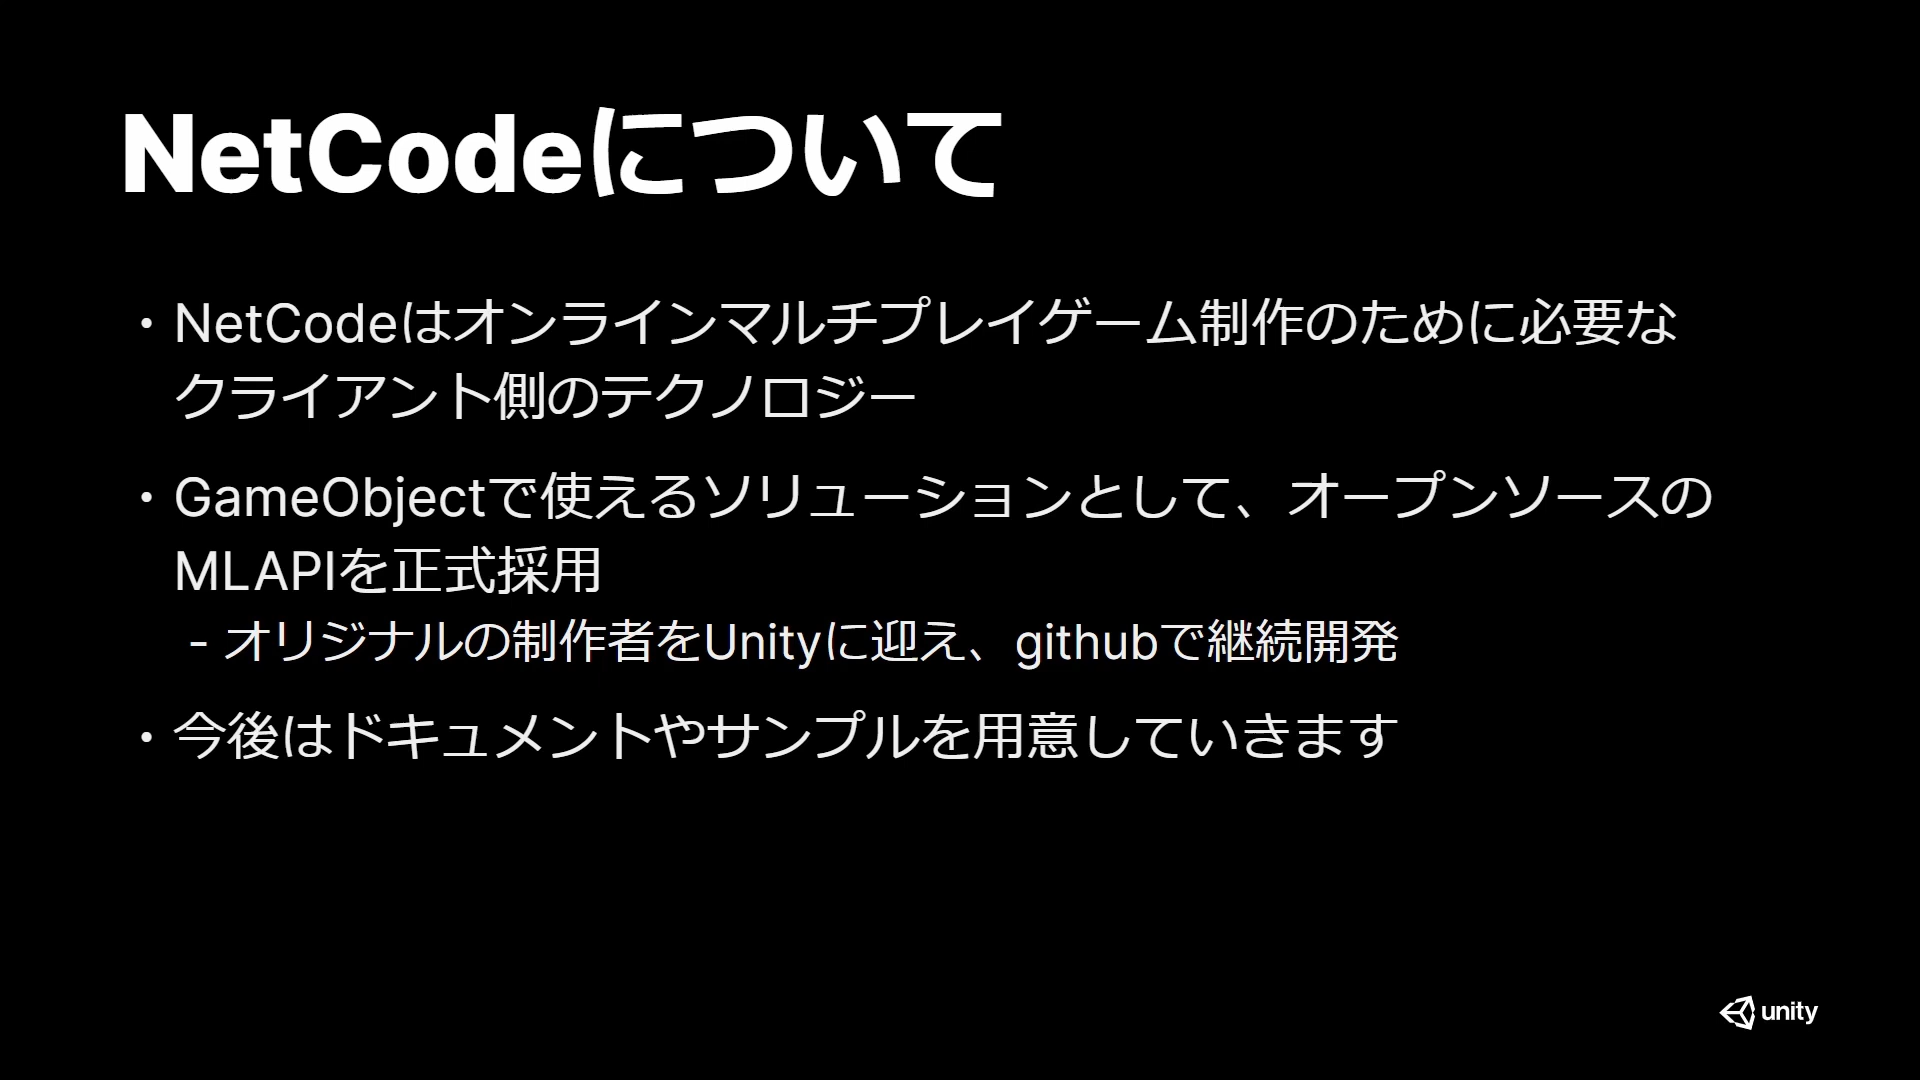 NetCodeについて
・NetCodeはオンラインマルチプレイゲーム制作のために必要な
クライアント側のテクノロジー
・GameObjectで使えるソリューションとして、オープンソースの
MLAPIを正式採用
- オリジナルの制作者をUnityに迎え、githubで継続開発
・今後はドキュメントやサンプルを用意していきます
unity